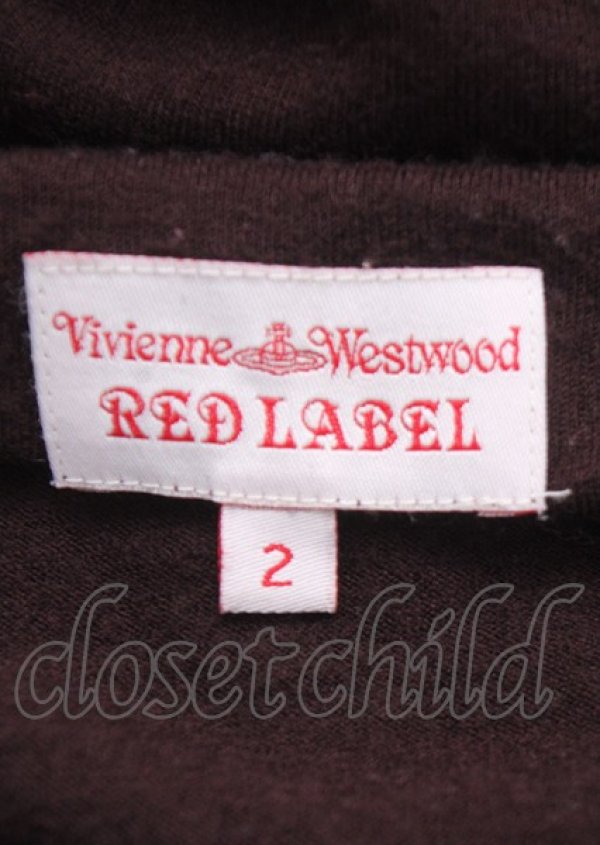 Vivienne Westwood
RED LABEL
2
closetchild